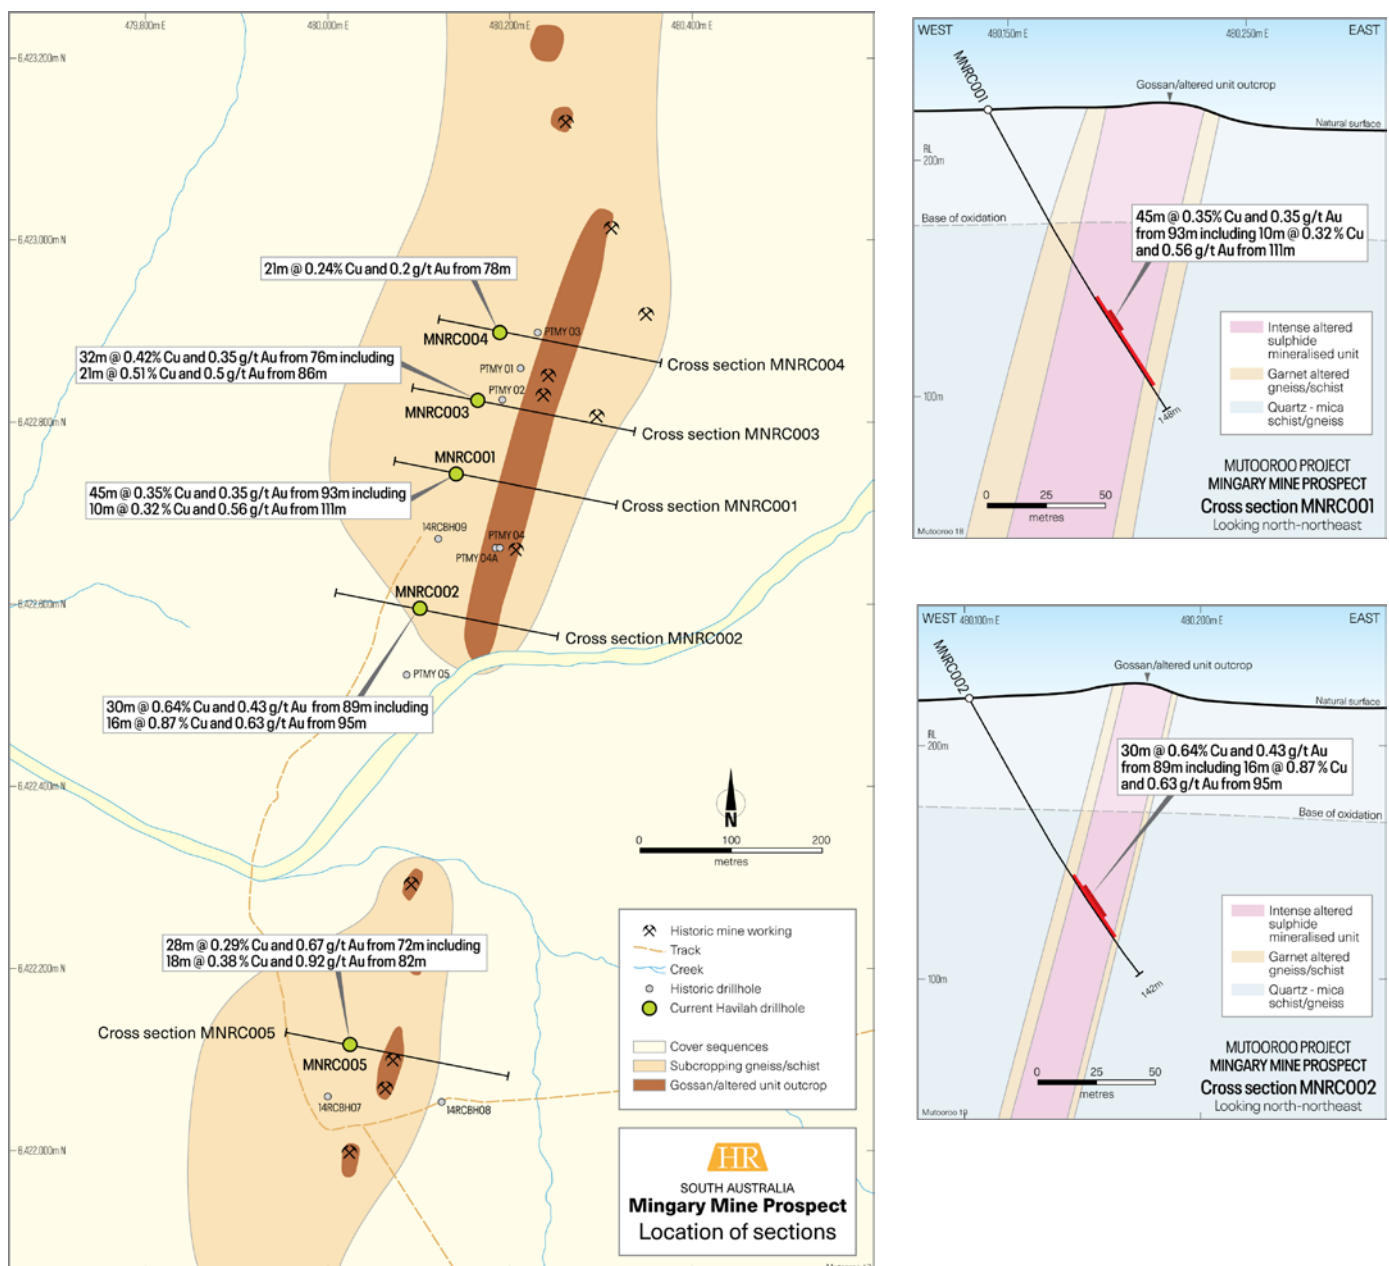 479,800m E
480,000m E
480,200m E
480,400m E
6,423,200m N
6,423,000m N
21m @ 0.24% Cu and 0.2 g/t Au from 78m
MNRC004
PTMY 03
Cross section MNRC004
32m @ 0.42% Cu and 0.35 g/t Au from 76m including
21m @ 0.51% Cu and 0.5 g/t Au from 86m
PTMY 01
PTMY 02
6,422,800m N
MNRC003
Cross section MNRC003
MNRC001
45m @ 0.35% Cu and 0.35 g/t Au from 93m including
10m @ 0.32% Cu and 0.56 g/t Au from 111m
Cross section MNRC001
14RCBH09
PTMY 04
PTMY 04A
6,422,600m N
MNRC002
Cross section MNRC002
PTMY 05
30m @ 0.64% Cu and 0.43 g/t Au from 89m including
16m @ 0.87% Cu and 0.63 g/t Au from 95m
6,422,400m N
N
0 100 200
metres
28m @ 0.29% Cu and 0.67 g/t Au from 72m including
18m @ 0.38% Cu and 0.92 g/t Au from 82m
6,422,200m N
Cross section MNRC005
MNRC005
14RCBH07
14RCBH08
6,422,000m N
Historic mine working
Track
Creek
Historic drillhole
Current Havilah drillhole
Cover sequences
Subcropping gneiss/schist
Gossan/altered unit outcrop
HR
SOUTH AUSTRALIA
Mingary Mine Prospect
Location of sections
WEST
480,150m E
480,250m E
EAST
MNRC001
Gossan/altered unit outcrop
Natural surface
RL
200m
Base of oxidation
45m @ 0.35% Cu and 0.35 g/t Au
from 93m including 10m @ 0.32% Cu
and 0.56 g/t Au from 111m
Intense altered
sulphide
mineralised unit
Garnet altered
gneiss/schist
Quartz - mica
schist/gneiss
100m
148m
0 25 50
metres
MUTOOROO PROJECT
MINGARY MINE PROSPECT
Cross section MNRC001
Looking north-northeast
Mutooroo 18
WEST
480,100m E
480,200m E
EAST
MNRC002
Gossan/altered unit outcrop
Natural surface
RL
200m
30m @ 0.64% Cu and 0.43 g/t Au
from 89m including 16m @ 0.87% Cu
and 0.63 g/t Au from 95m
Base of oxidation
Intense altered
sulphide
mineralised unit
Garnet altered
gneiss/schist
Quartz - mica
schist/gneiss
100m
142m
0 25 50
metres
MUTOOROO PROJECT
MINGARY MINE PROSPECT
Cross section MNRC002
Looking north-northeast
Mutooroo 19